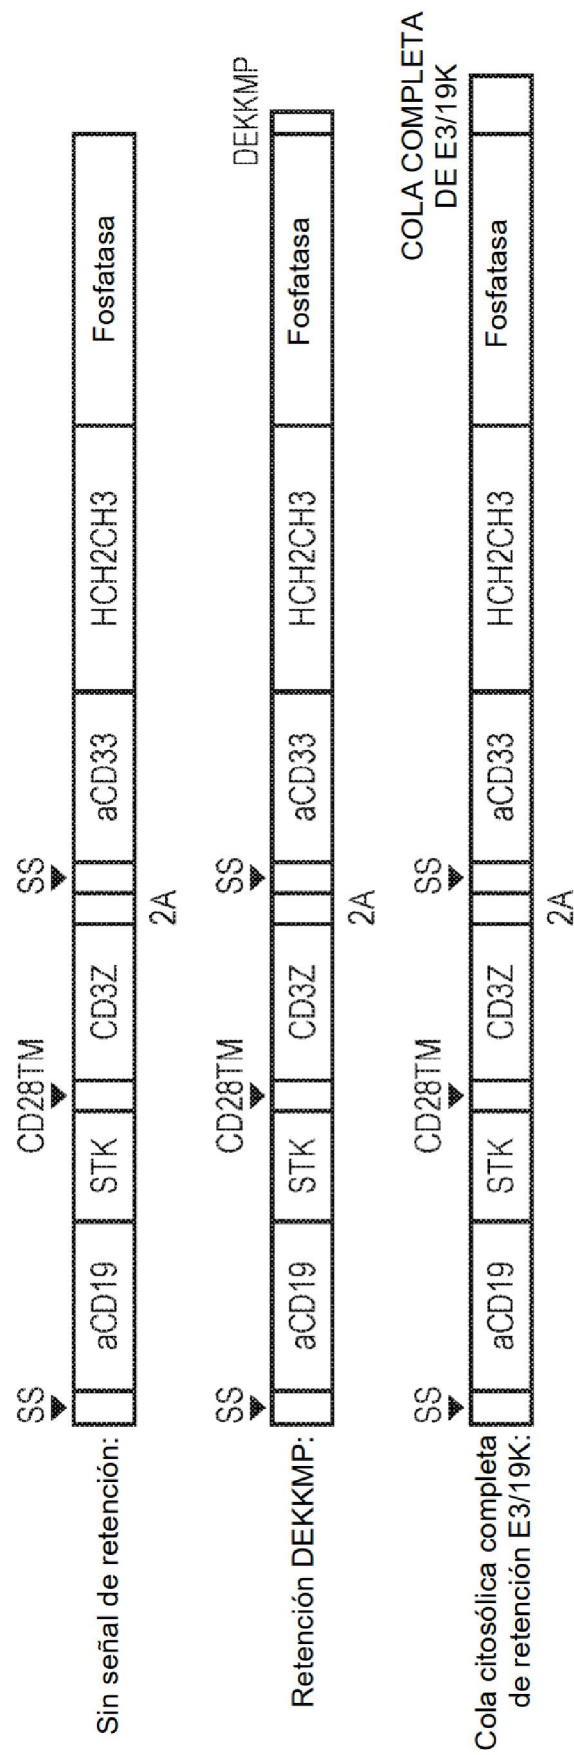 SS
CD28TM
SS
Sin señal de retención:
aCD19
STK
CD3Z
aCD33
HCH2CH3
Fosfatasa
2A
SS
CD28TM
SS
DEKKMP
Retención DEKKMP:
aCD19
STK
CD3Z
aCD33
HCH2CH3
Fosfatasa
2A
SS
CD28TM
SS
COLA COMPLETA
DE E3/19K
Cola citosólica completa
de retención E3/19K:
aCD19
STK
CD3Z
aCD33
HCH2CH3
Fosfatasa
2A